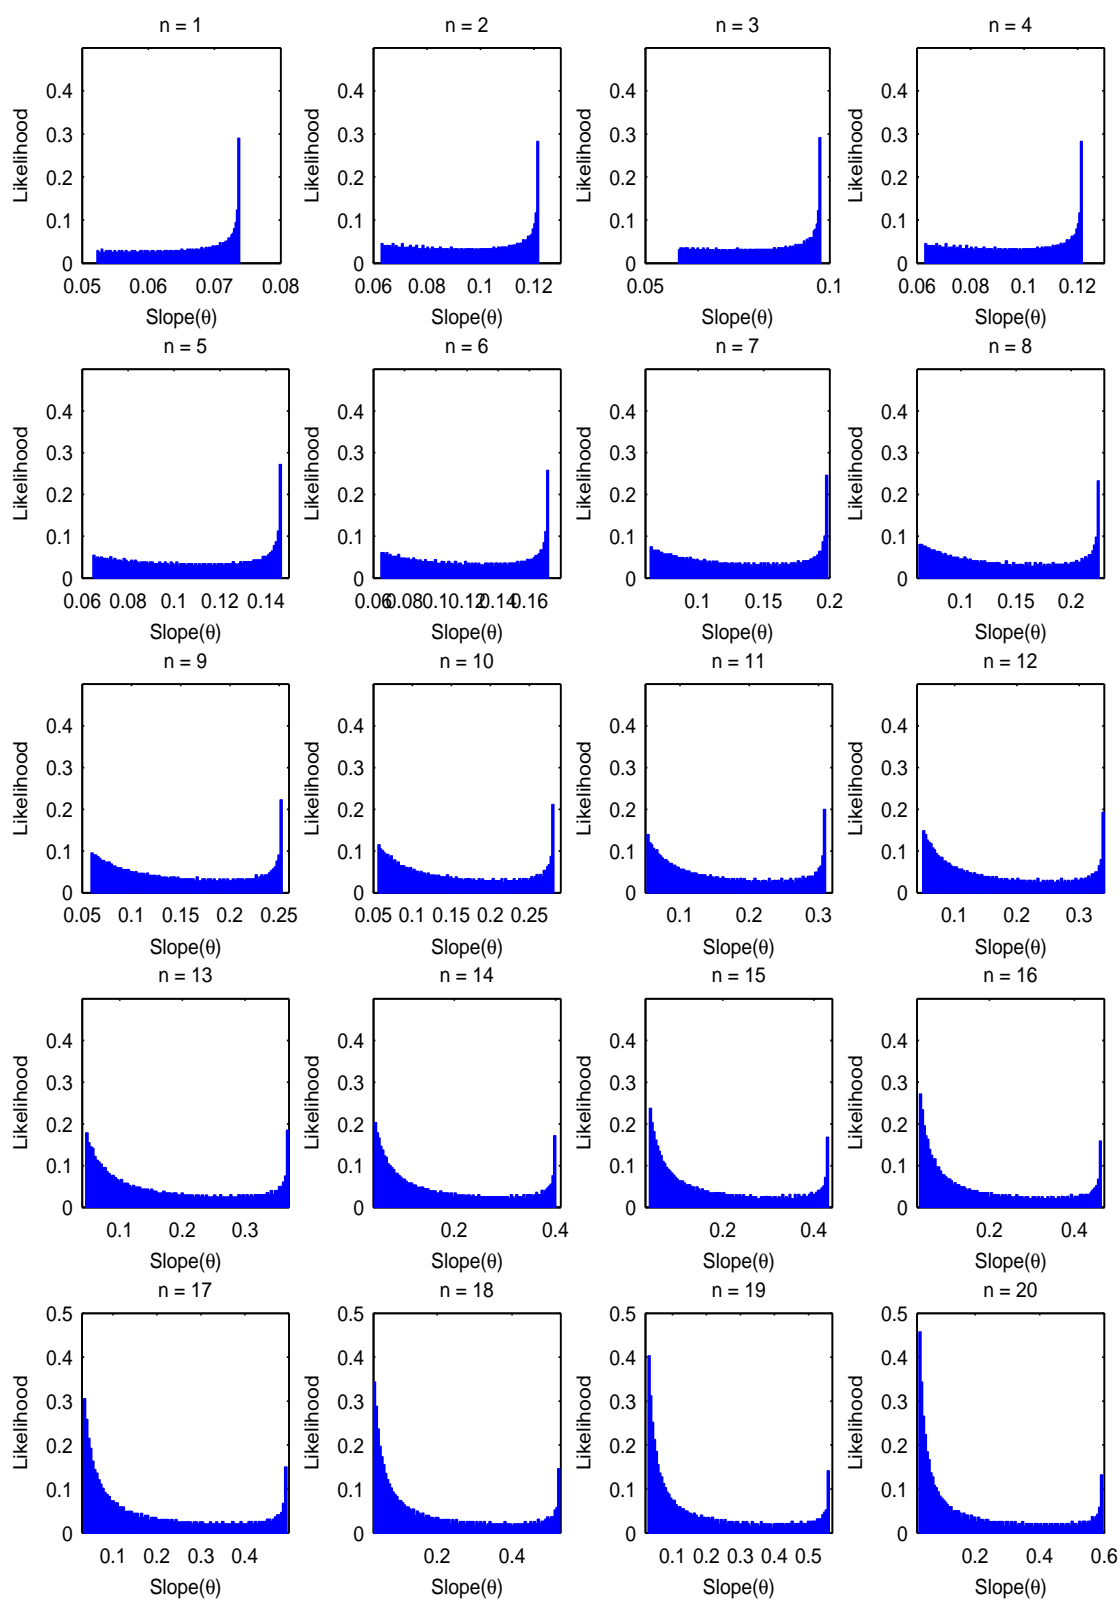 n = 1
n = 2
n = 3
n = 4
0.4
0.3
0.2
0.1
0
Likelihood
0.05 0.06 0.07 0.08
Slope(θ)
0.4
0.3
0.2
0.1
0
Likelihood
0.06 0.08 0.1 0.12
Slope(θ)
0.4
0.3
0.2
0.1
0
Likelihood
0.05 0.1
Slope(θ)
0.4
0.3
0.2
0.1
0
Likelihood
0.06 0.08 0.1 0.12
Slope(θ)
n = 5
n = 6
n = 7
n = 8
0.4
0.3
0.2
0.1
0
Likelihood
0.06 0.08 0.1 0.12 0.14
Slope(θ)
0.4
0.3
0.2
0.1
0
Likelihood
0.06 0.08 0.10 0.12 0.14 0.16
Slope(θ)
0.4
0.3
0.2
0.1
0
Likelihood
0.1 0.15 0.2
Slope(θ)
0.4
0.3
0.2
0.1
0
Likelihood
0.1 0.15 0.2
Slope(θ)
n = 9
n = 10
n = 11
n = 12
0.4
0.3
0.2
0.1
0
Likelihood
0.05 0.1 0.15 0.2 0.25
Slope(θ)
0.4
0.3
0.2
0.1
0
Likelihood
0.05 0.1 0.15 0.2 0.25
Slope(θ)
0.4
0.3
0.2
0.1
0
Likelihood
0.1 0.2 0.3
Slope(θ)
0.4
0.3
0.2
0.1
0
Likelihood
0.1 0.2 0.3
Slope(θ)
n = 13
n = 14
n = 15
n = 16
0.4
0.3
0.2
0.1
0
Likelihood
0.1 0.2 0.3
Slope(θ)
0.4
0.3
0.2
0.1
0
Likelihood
0.2 0.4
Slope(θ)
0.4
0.3
0.2
0.1
0
Likelihood
0.2 0.4
Slope(θ)
0.4
0.3
0.2
0.1
0
Likelihood
0.2 0.4
Slope(θ)
n = 17
n = 18
n = 19
n = 20
0.5
0.4
0.3
0.2
0.1
0
Likelihood
0.1 0.2 0.3 0.4
Slope(θ)
0.5
0.4
0.3
0.2
0.1
0
Likelihood
0.2 0.4
Slope(θ)
0.5
0.4
0.3
0.2
0.1
0
Likelihood
0.1 0.2 0.3 0.4 0.5
Slope(θ)
0.5
0.4
0.3
0.2
0.1
0
Likelihood
0.2 0.4 0.6
Slope(θ)